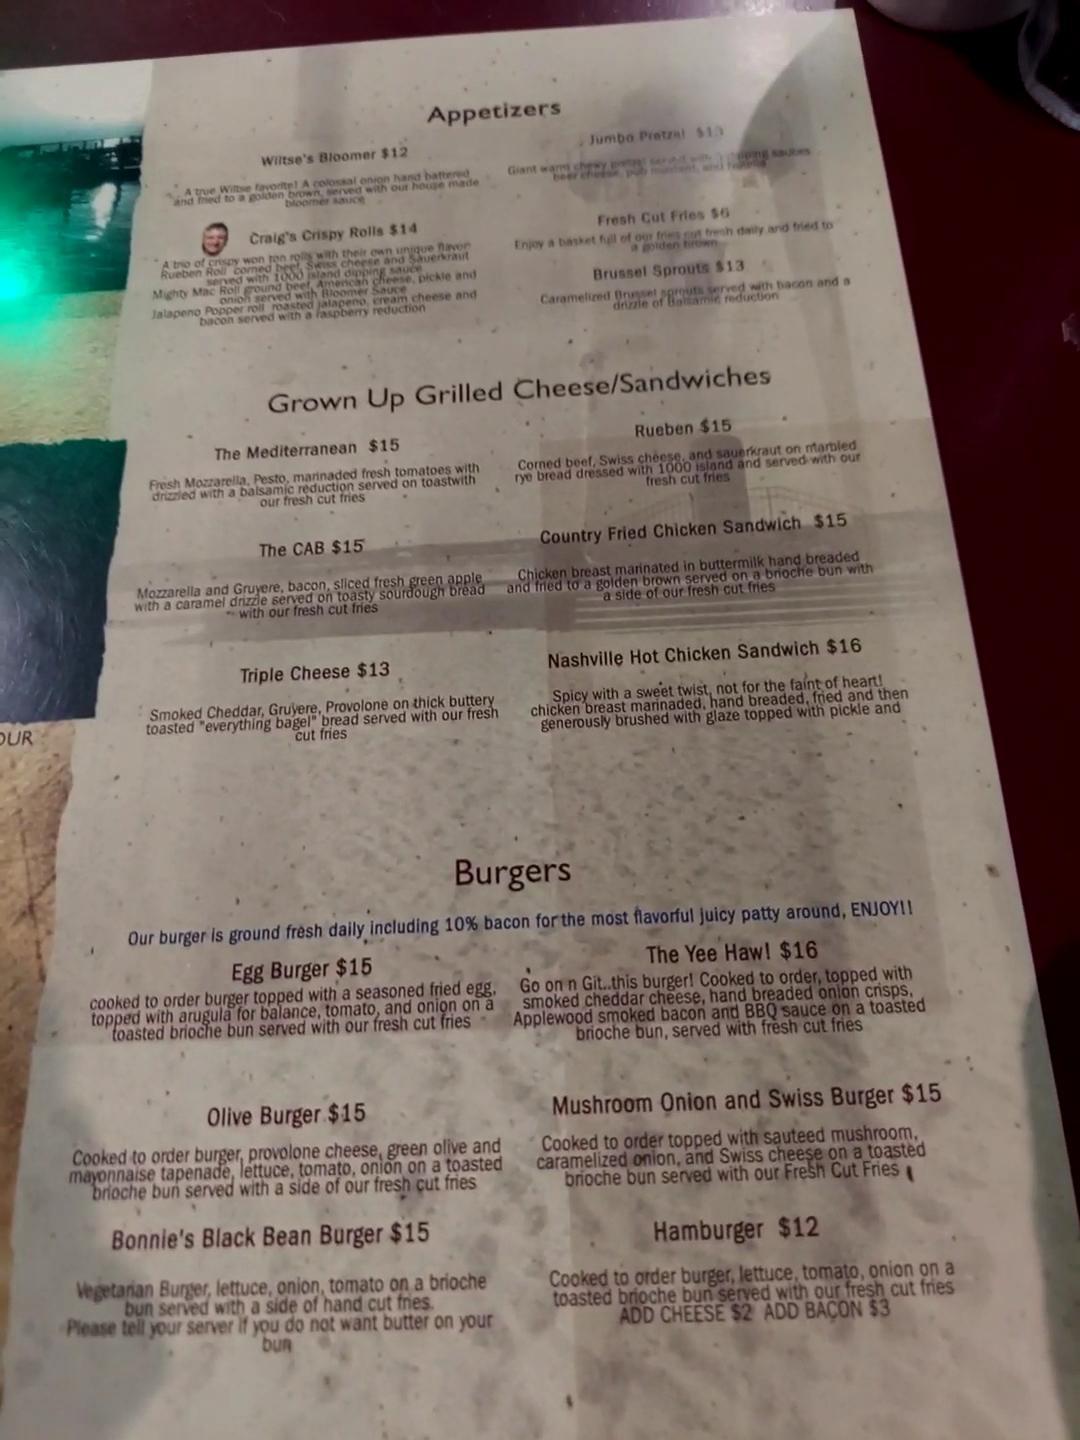 Appetizers
Wiltse's Bloomer $12
A true Wiltse favorite! A colossal onion hand battered
and fried to a golden brown, served with our house made
bloomer sauce
Craig's Crispy Rolls $14
A trio of crispy won ton rolls with their own unique flavor
Rueben Roll corned beef, Swiss cheese and Sauerkraut
served with 1000 island dipping sauce
Mighty Mac Roll ground beef, American cheese, pickle and
onion served with Bloomer Sauce
Jalapeno Popper roll roasted jalapeno, cream cheese and
bacon served with a raspberry reduction
Jumbo Pretzel $13
Giant warm chewy pretzel served with dipping sauces
beer cheese, pub mustard, and
Fresh Cut Fries $6
Enjoy a basket full of our fries cut fresh daily and fried to
a golden brown
Brussel Sprouts $13
Caramelized Brussel sprouts served with bacon and a
drizzle of Balsamic reduction
Grown Up Grilled Cheese/Sandwiches
The Mediterranean $15
Fresh Mozzarella, Pesto, marinaded fresh tomatoes with
drizzled with a balsamic reduction served on toastwith
our fresh cut fries
Rueben $15
Corned beef, Swiss cheese, and sauerkraut on marbled
rye bread dressed with 1000 island and served with our
fresh cut fries
The CAB $15
Mozzarella and Gruyere, bacon, sliced fresh green apple
with a caramel drizzle served on toasty sourdough bread
with our fresh cut fries
Country Fried Chicken Sandwich $15
Chicken breast marinated in buttermilk hand breaded
and fried to a golden brown served on a brioche bun with
a side of our fresh cut fries
Triple Cheese $13
Smoked Cheddar, Gruyere, Provolone on thick buttery
toasted "everything bagel" bread served with our fresh
cut fries
Nashville Hot Chicken Sandwich $16
Spicy with a sweet twist, not for the faint of heart!
chicken breast marinaded, hand breaded, fried and then
generously brushed with glaze topped with pickle and
OUR
Burgers
Our burger is ground fresh daily including 10% bacon for the most flavorful juicy patty around, ENJOY!!
Egg Burger $15
cooked to order burger topped with a seasoned fried egg,
topped with arugula for balance, tomato, and onion on a
toasted brioche bun served with our fresh cut fries
The Yee Haw! $16
Go on n Git..this burger! Cooked to order, topped with
smoked cheddar cheese, hand breaded onion crisps,
Applewood smoked bacon and BBQ sauce on a toasted
brioche bun, served with fresh cut fries
Olive Burger $15
Cooked to order burger, provolone cheese, green olive and
mayonnaise tapenade, lettuce, tomato, onion on a toasted
brioche bun served with a side of our fresh cut fries
Mushroom Onion and Swiss Burger $15
Cooked to order topped with sauteed mushroom,
caramelized onion, and Swiss cheese on a toasted
brioche bun served with our Fresh Cut Fries
Bonnie's Black Bean Burger $15
Vegetarian Burger, lettuce, onion, tomato on a brioche
bun served with a side of hand cut fries.
Please tell your server if you do not want butter on your
bun
Hamburger $12
Cooked to order burger, lettuce, tomato, onion on a
toasted brioche bun served with our fresh cut fries
ADD CHEESE $2 ADD BACON $3